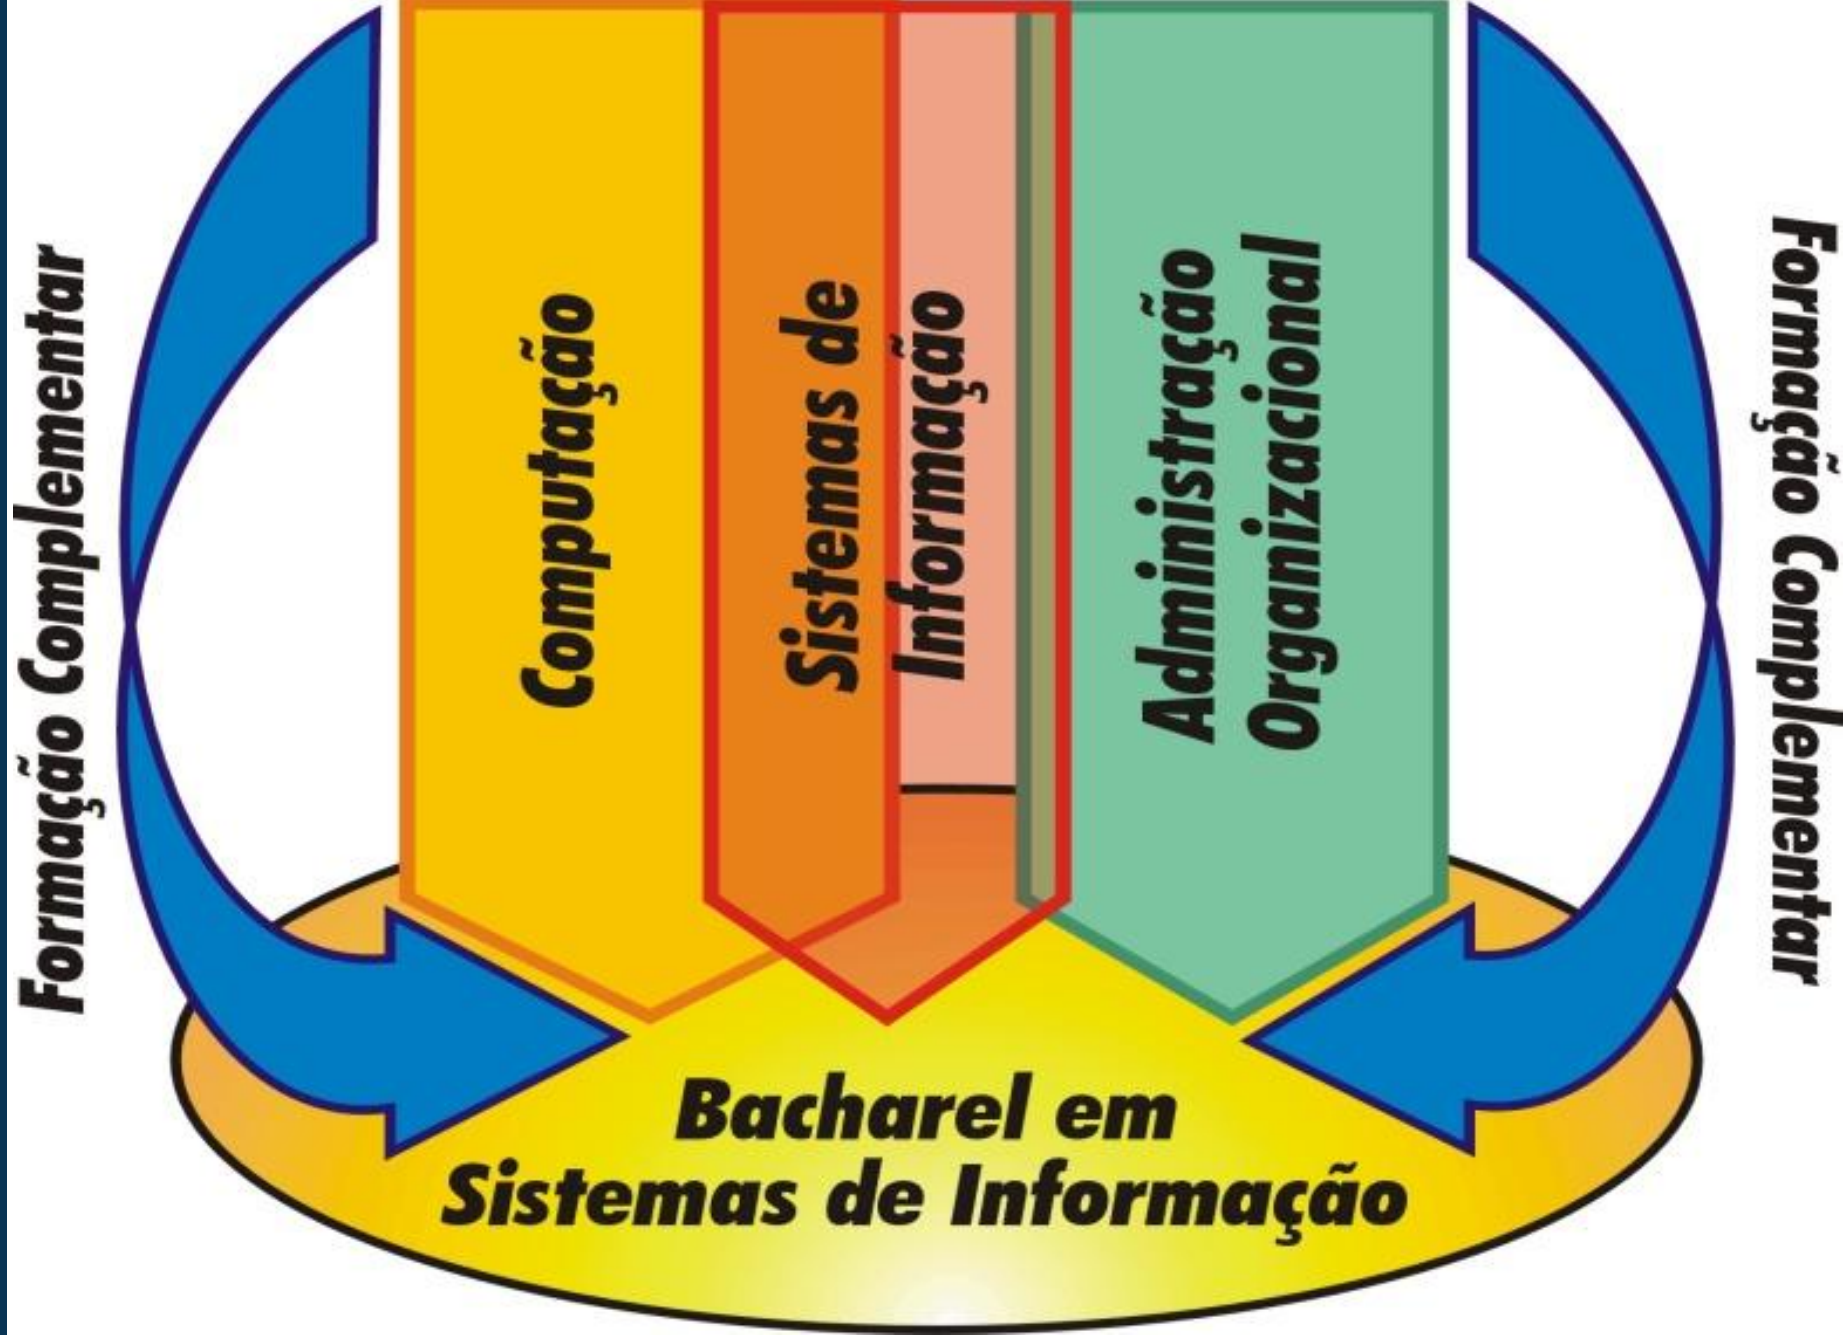 Formação Complementar
Computação
Sistemas de
Informação
Administração
Organizacional
Formação Complementar
Bacharel em
Sistemas de Informação